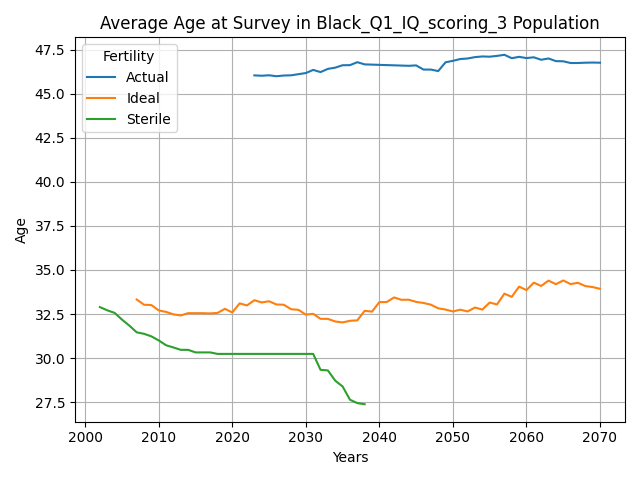 Average Age at Survey in Black_Q1_IQ_scoring_3 Population
Fertility
Actual
Ideal
Sterile
47.5
45.0
42.5
40.0
37.5
35.0
32.5
30.0
27.5
Age
2000 2010 2020 2030 2040 2050 2060 2070
Years